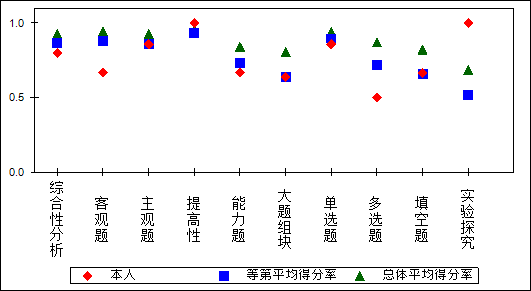 1.0
0.5
0.0
综合性分析
客观题
主观题
提高性
能力题
大题组块
单选题
多选题
填空题
实验探究
本人 等第平均得分率 总体平均得分率